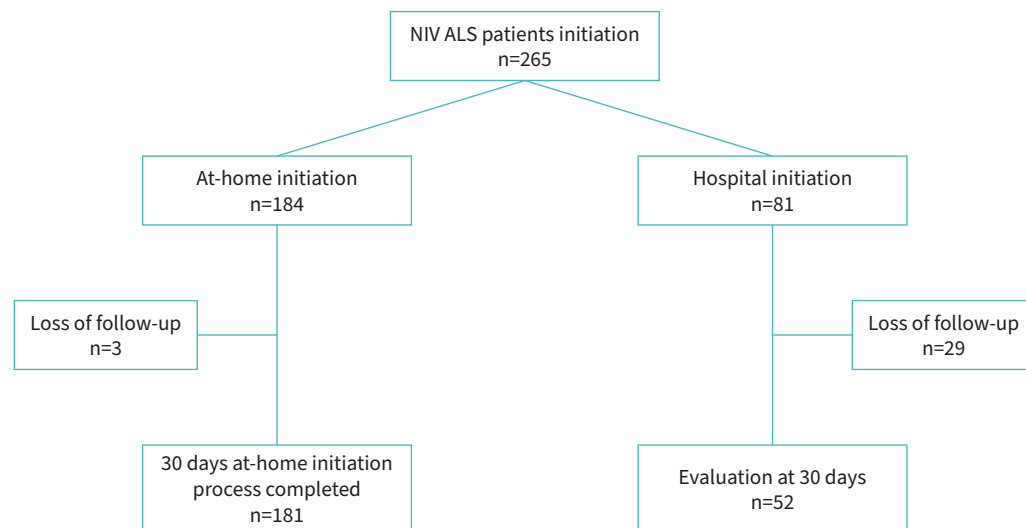 NIV ALS patients initiation
n=265
At-home initiation
n=184
Hospital initiation
n=81
Loss of follow-up
n=3
Loss of follow-up
n=29
30 days at-home initiation
process completed
n=181
Evaluation at 30 days
n=52